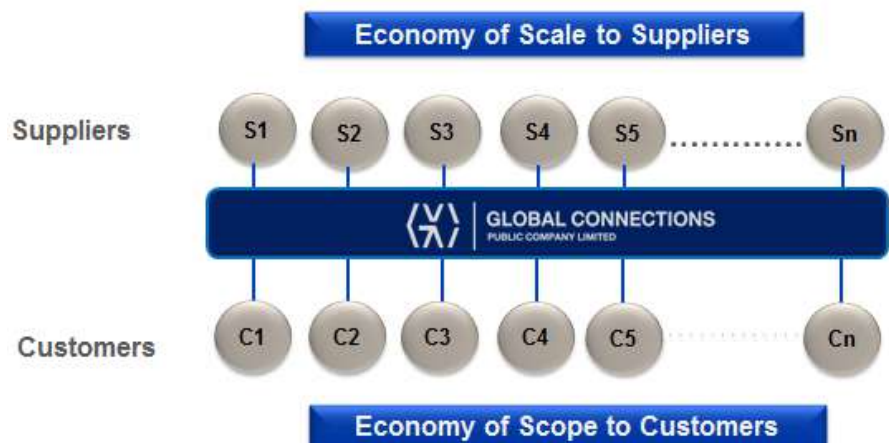 Economy of Scale to Suppliers
Suppliers S1 S2 S3 S4 S5 ............. Sn
GLOBAL CONNECTIONS
PUBLIC COMPANY LIMITED
Customers C1 C2 C3 C4 C5 ............. Cn
Economy of Scope to Customers